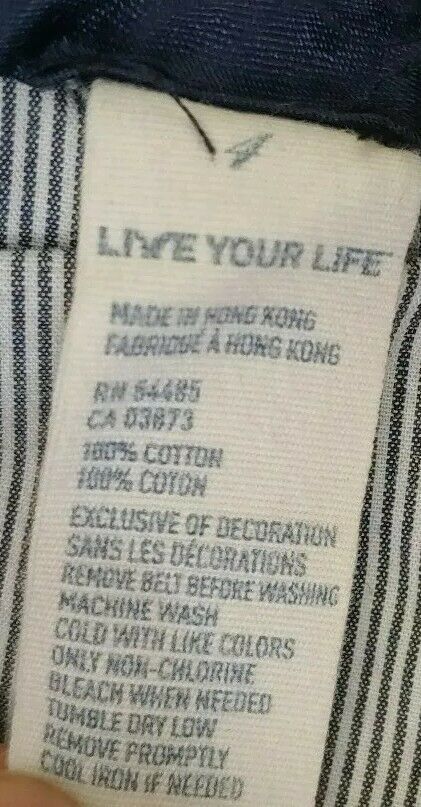 4
LIVE YOUR LIFE
MADE IN HONG KONG
FABRIQUÉ À HONG KONG
RN 54485
CA 03873
100% COTTON
100% COTON
EXCLUSIVE OF DECORATION
SANS LES DÉCORATIONS
REMOVE BELT BEFORE WASHING
MACHINE WASH
COLD WITH LIKE COLORS
ONLY NON-CHLORINE
BLEACH WHEN NEEDED
TUMBLE DRY LOW
REMOVE PROMPTLY
COOL IRON IF NEEDED